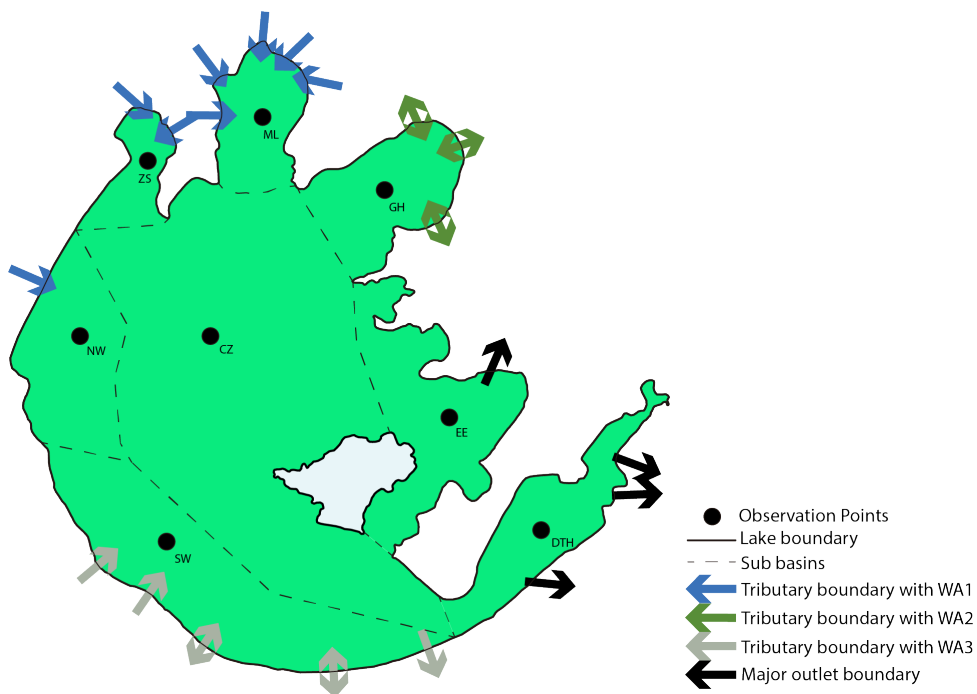 ML
ZS
GH
NW
CZ
EE
SW
DTH
Observation Points
Lake boundary
Sub basins
Tributary boundary with WA1
Tributary boundary with WA2
Tributary boundary with WA3
Major outlet boundary